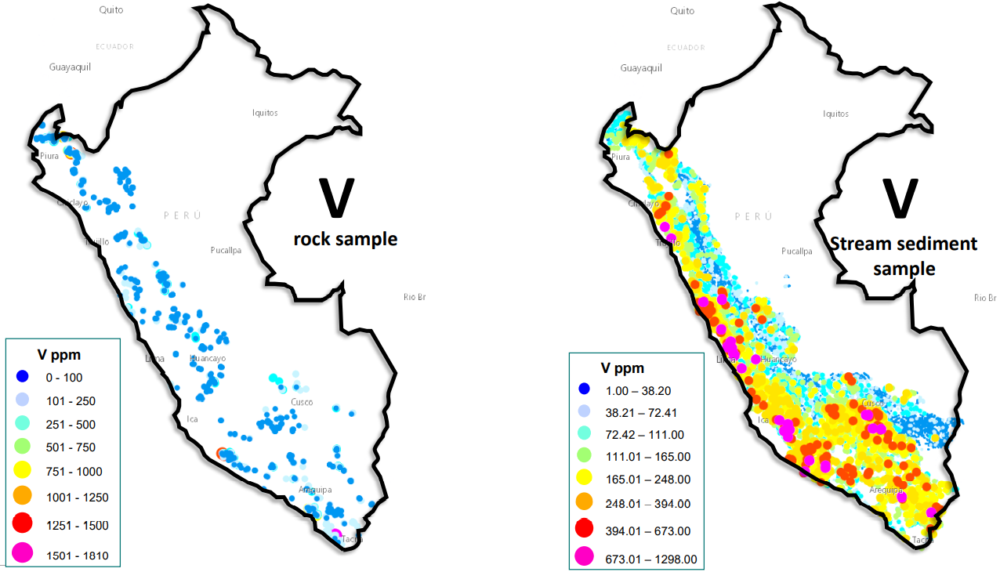 Quito
ECUADOR
Guayaquil
Iquitos
Piura
Chiclayo
PERÚ
Trujillo
Pucallpa
Rio Br
Lima
Huancayo
Cusco
Ica
Arequipa
Tacna
V
rock sample
V ppm
0 - 100
101 - 250
251 - 500
501 - 750
751 - 1000
1001 - 1250
1251 - 1500
1501 - 1810
Quito
ECUADOR
Guayaquil
Iquitos
Piura
Chiclayo
PERÚ
Trujillo
Pucallpa
Rio Br
Lima
Huancayo
Cusco
Ica
Arequipa
Tacna
V
Stream sediment
sample
V ppm
1.00 – 38.20
38.21 – 72.41
72.42 – 111.00
111.01 – 165.00
165.01 – 248.00
248.01 – 394.00
394.01 – 673.00
673.01 – 1298.00